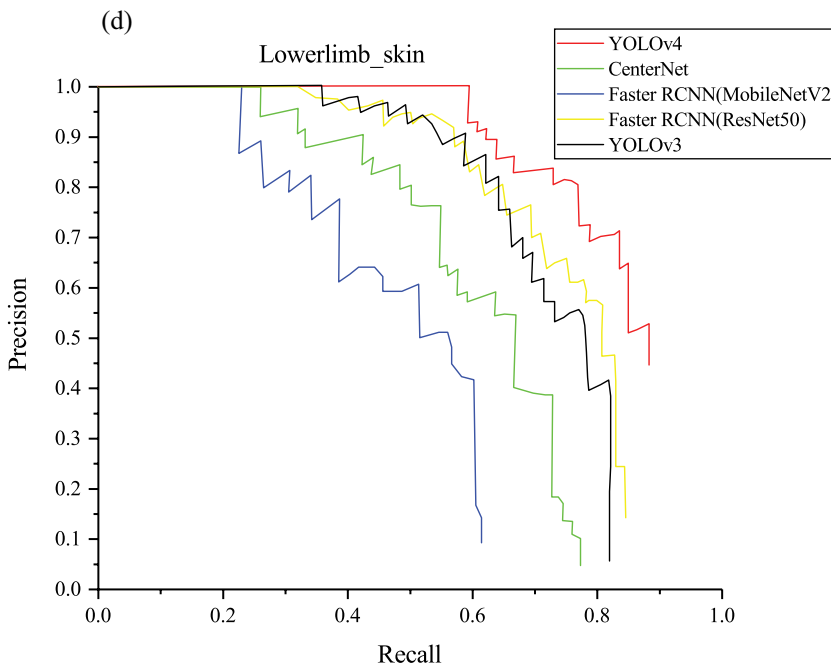 (d)
Lowerlimb_skin
YOLOv4
CenterNet
Faster RCNN(MobileNetV2
Faster RCNN(ResNet50)
YOLOv3
Precision
1.0
0.9
0.8
0.7
0.6
0.5
0.4
0.3
0.2
0.1
0.0
0.0 0.2 0.4 0.6 0.8 1.0
Recall